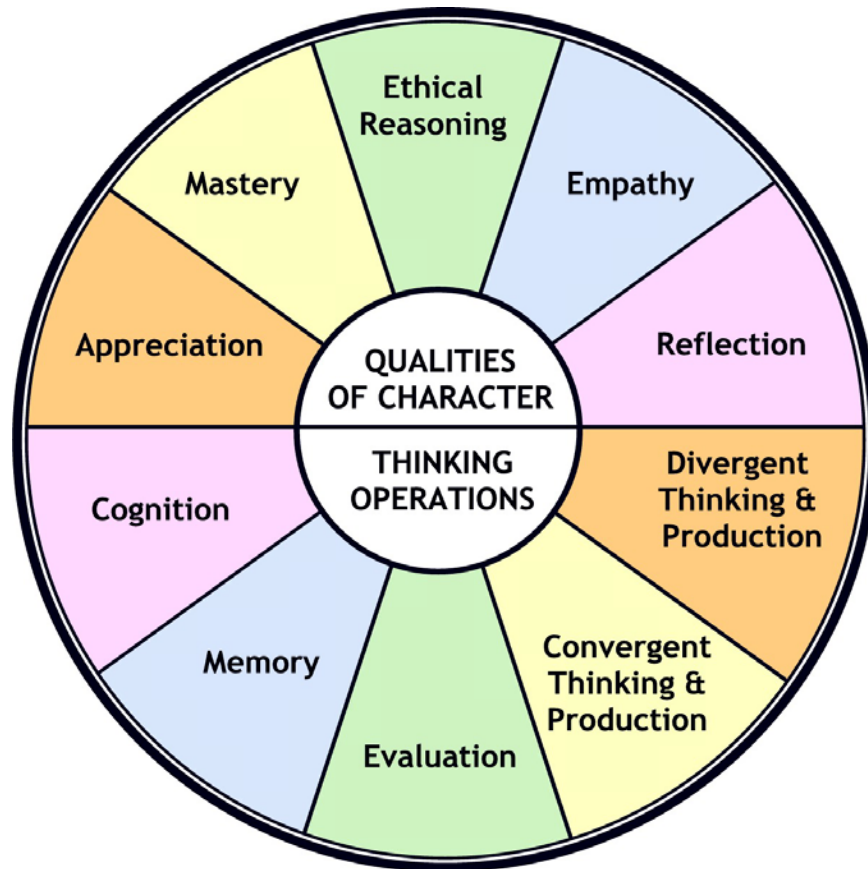 Ethical
Reasoning
Mastery
Empathy
Appreciation
Reflection
QUALITIES
OF CHARACTER
THINKING
OPERATIONS
Cognition
Divergent
Thinking &
Production
Memory
Convergent
Thinking &
Production
Evaluation